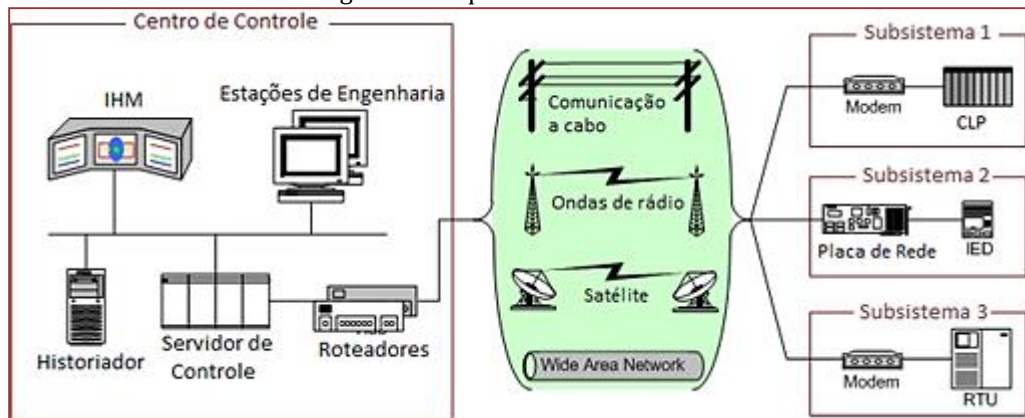 Centro de Controle
IHM
Estações de Engenharia
Historiador
Servidor de
Controle
Roteadores
Comunicação
a cabo
Ondas de rádio
Satélite
Wide Area Network
Subsistema 1
Modem
CLP
Subsistema 2
Placa de Rede
IED
Subsistema 3
Modem
RTU